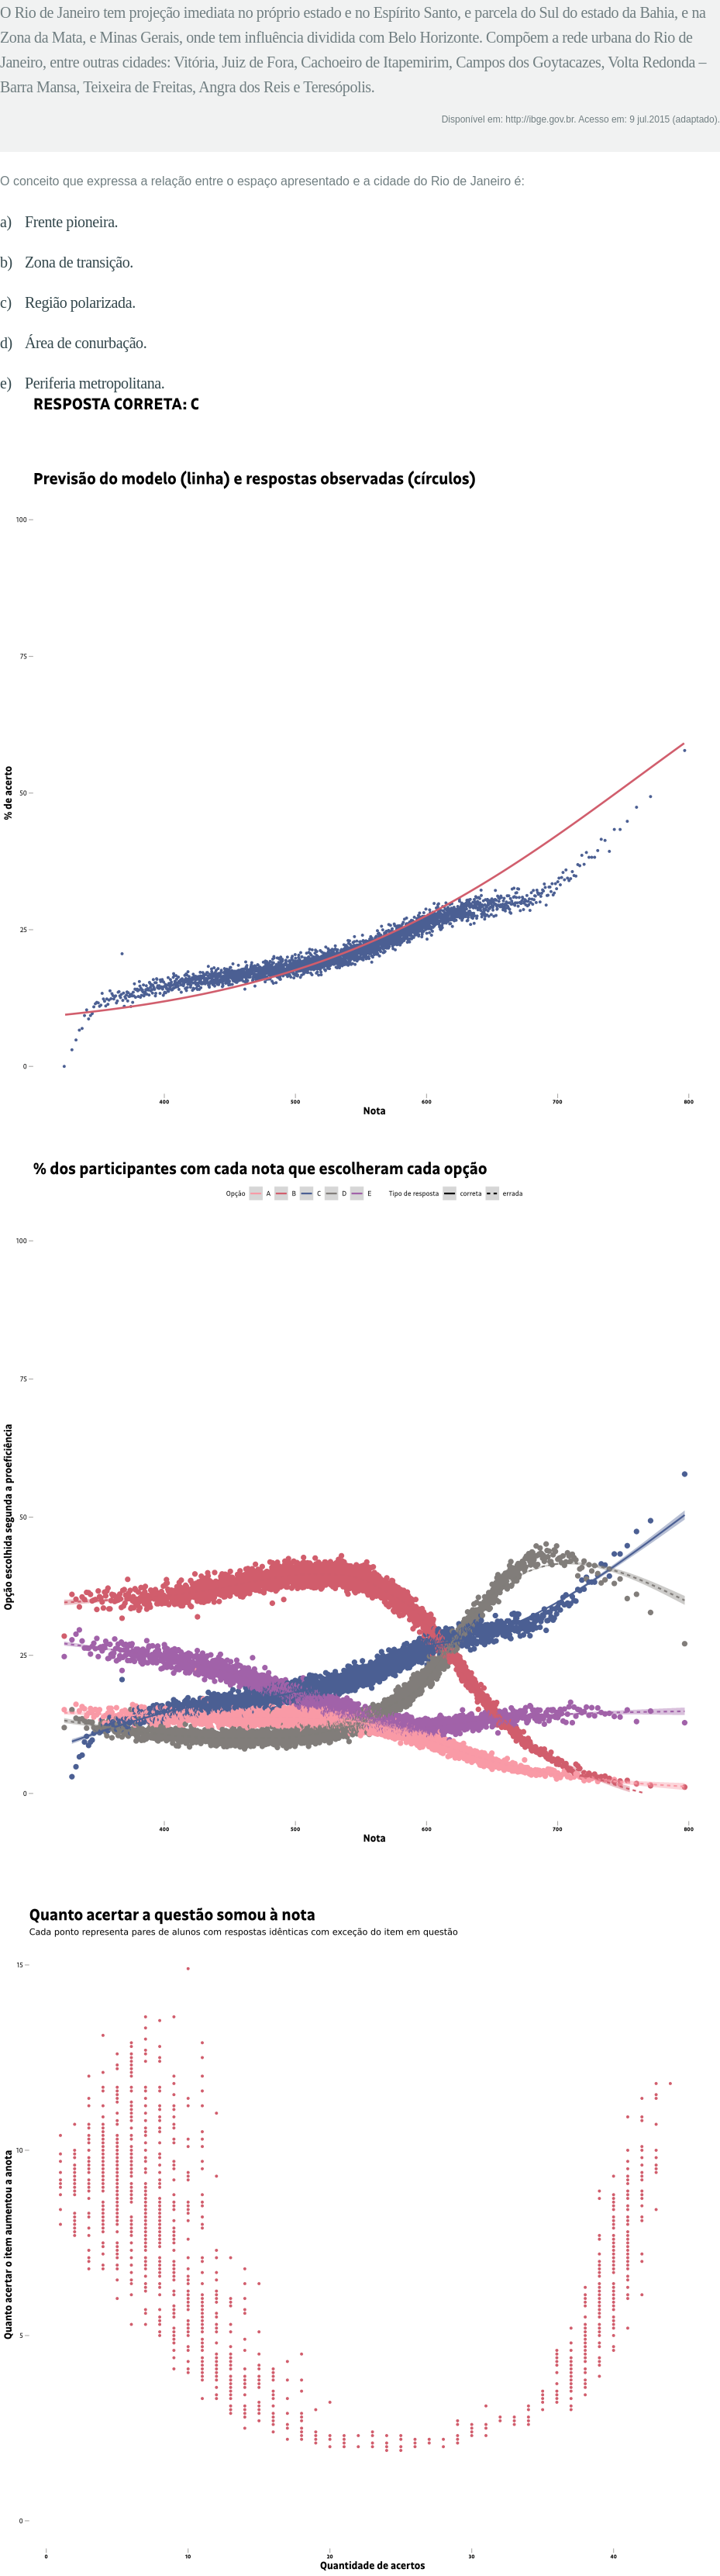 O Rio de Janeiro tem projeção imediata no próprio estado e no Espírito Santo, e parcela do Sul do estado da Bahia, e na
Zona da Mata, e Minas Gerais, onde tem influência dividida com Belo Horizonte. Compõem a rede urbana do Rio de
Janeiro, entre outras cidades: Vitória, Juiz de Fora, Cachoeiro de Itapemirim, Campos dos Goytacazes, Volta Redonda –
Barra Mansa, Teixeira de Freitas, Angra dos Reis e Teresópolis.
Disponível em: http://ibge.gov.br. Acesso em: 9 jul.2015 (adaptado).
O conceito que expressa a relação entre o espaço apresentado e a cidade do Rio de Janeiro é:
a) Frente pioneira.
b) Zona de transição.
c) Região polarizada.
d) Área de conurbação.
e) Periferia metropolitana.
RESPOSTA CORRETA: C
Previsão do modelo (linha) e respostas observadas (círculos)
100
75
50
25
0
% de acerto
400 500 600 700 800
Nota
% dos participantes com cada nota que escolheram cada opção
Opção A B C D E Tipo de resposta correta errada
100
75
50
25
0
Opção escolhida segunda a proeficiência
400 500 600 700 800
Nota
Quanto acertar a questão somou à nota
Cada ponto representa pares de alunos com respostas idênticas com exceção do item em questão
15
10
5
0
Quanto acertar o item aumentou a anota
0 10 20 30 40
Quantidade de acertos